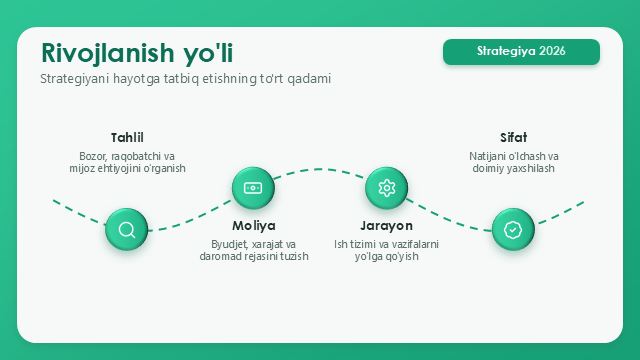 Rivojlanish yo'li
Strategiya 2026
Strategiyani hayotga tatbiq etishning to'rt qadami
Tahlil
Bozor, raqobatchi va
mijoz ehtiyojini o'rganish
Moliya
Byudjet, xarajat va
daromad rejasini tuzish
Jarayon
Ish tizimi va vazifalarni
yo'lga qo'yish
Sifat
Natijani o'lchash va
doimiy yaxshilash